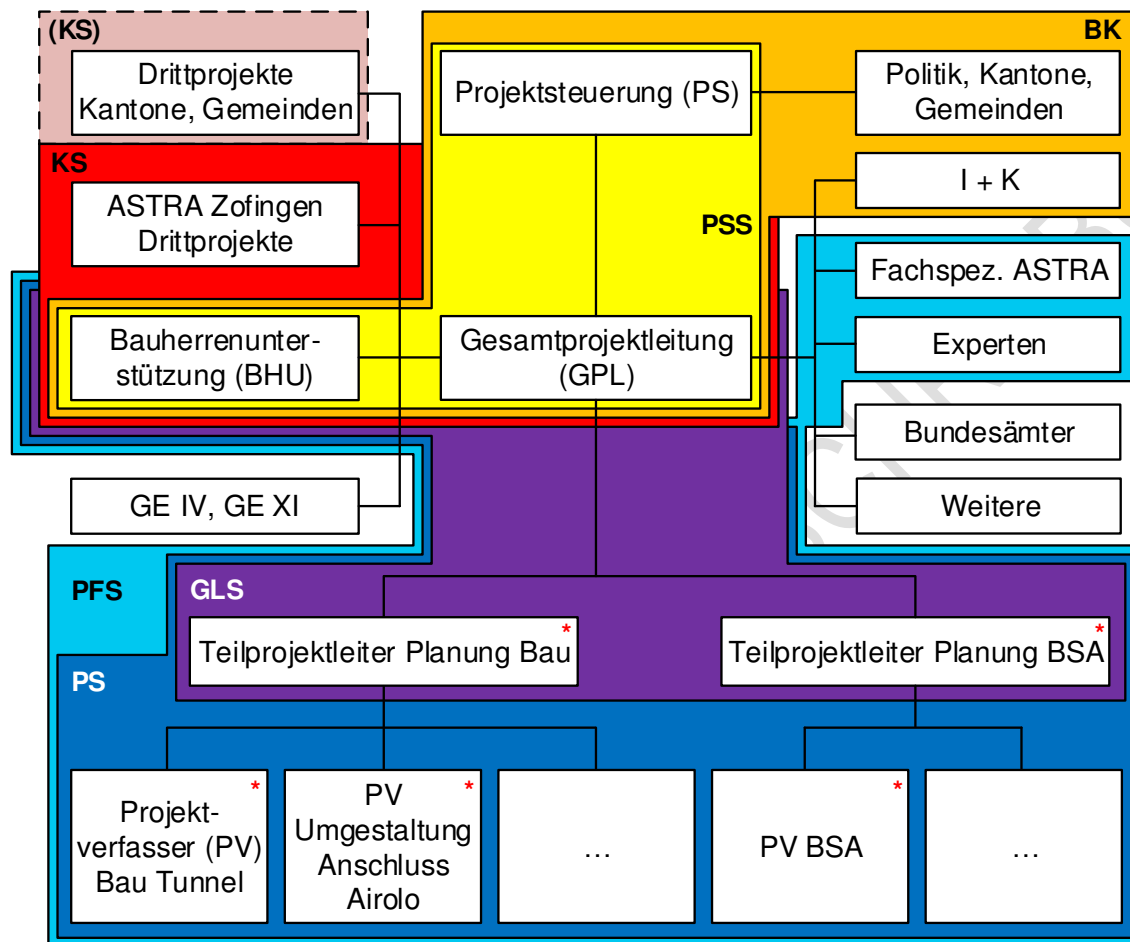 (KS)
BK
Drittprojekte
Kantone, Gemeinden
Projektsteuerung (PS)
Politik, Kantone,
Gemeinden
KS
I + K
ASTRA Zofingen
Drittprojekte
PSS
Fachspez. ASTRA
Bauherrenunter-
stützung (BHU)
Gesamtprojektleitung
(GPL)
Experten
Bundesämter
GE IV, GE XI
Weitere
PFS
GLS
Teilprojektleiter Planung Bau *
Teilprojektleiter Planung BSA *
PS
*
Projekt-
verfasser (PV)
Bau Tunnel
*
PV
Umgestaltung
Anschluss
Airolo
…
*
PV BSA
…